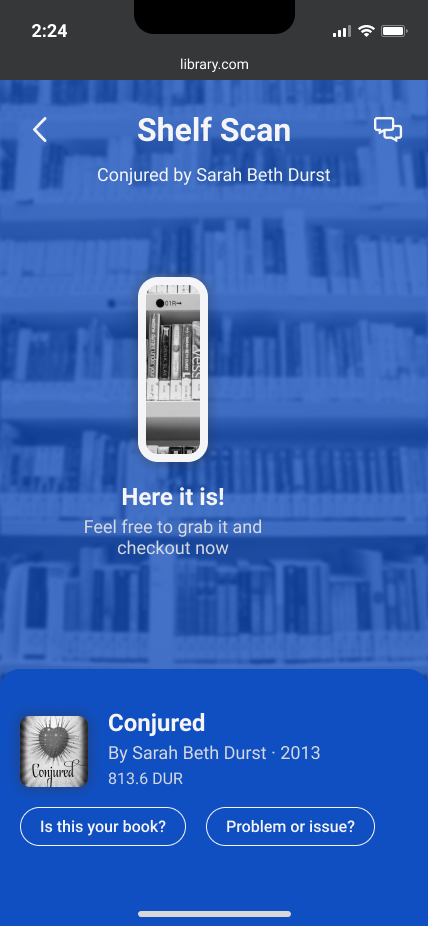 2:24
library.com
Shelf Scan
Conjured by Sarah Beth Durst
01R→
Here it is!
Feel free to grab it and
checkout now
Conjured
Conjured
By Sarah Beth Durst · 2013
813.6 DUR
Is this your book?
Problem or issue?